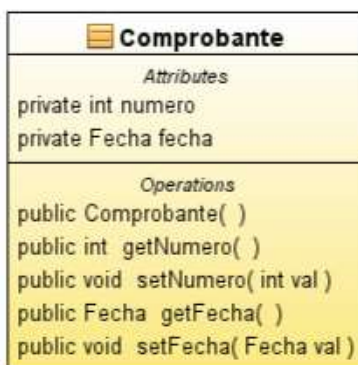 Comprobante
Attributes
private int numero
private Fecha fecha
Operations
public Comprobante( )
public int getNumero( )
public void setNumero( int val )
public Fecha getFecha( )
public void setFecha( Fecha val )